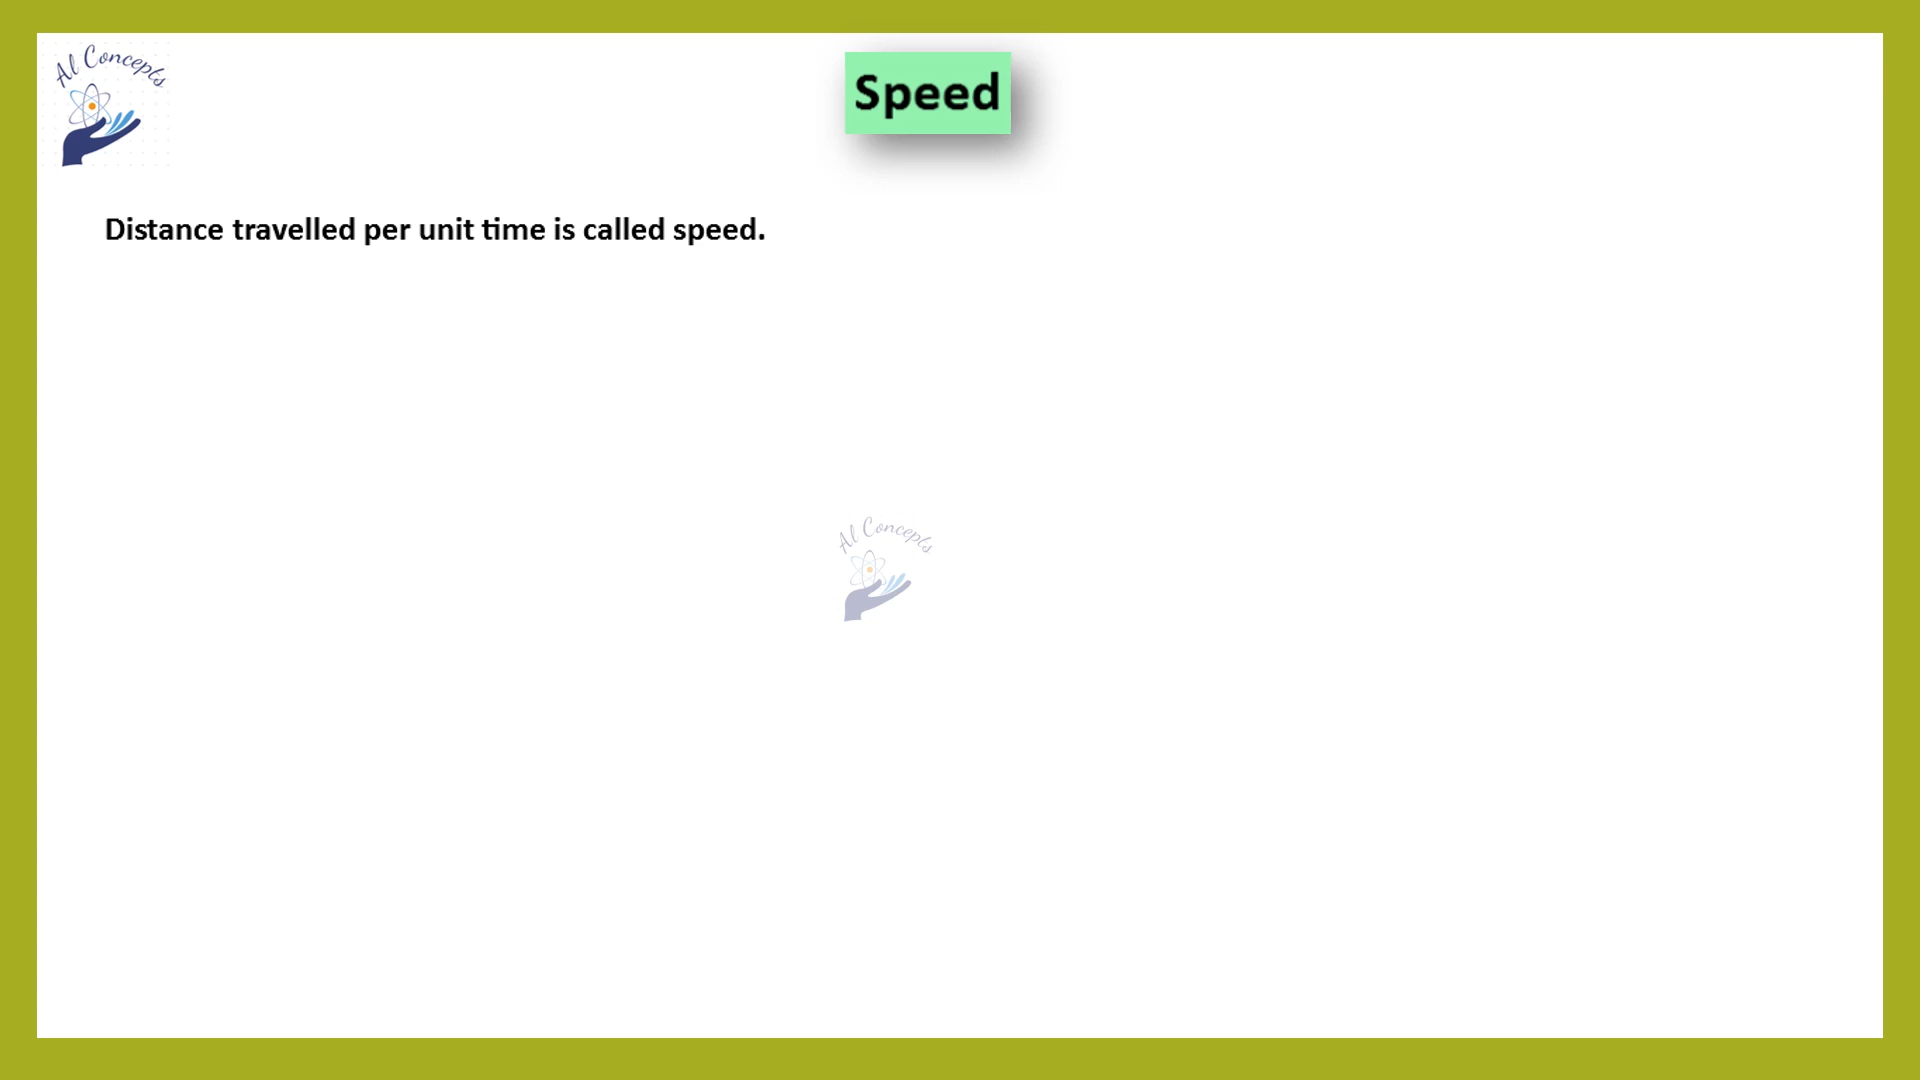 Al Concepts
Speed
Distance travelled per unit time is called speed.
Al Concepts